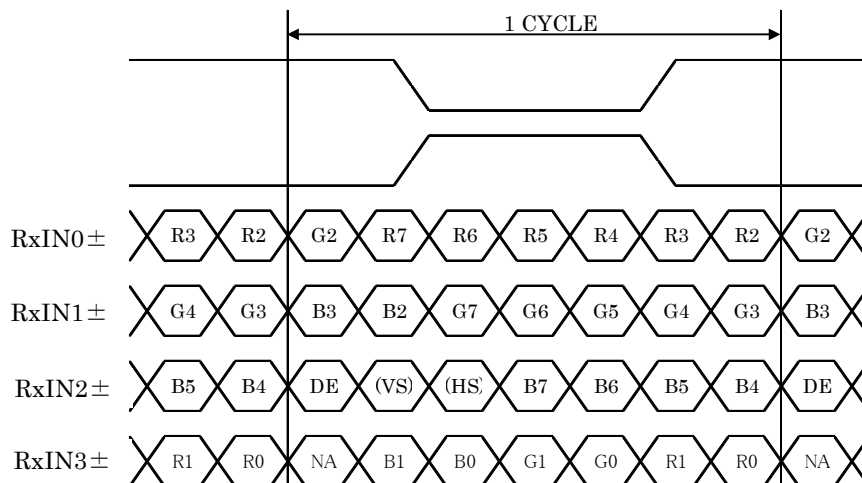 1 CYCLE
RxIN0± R3 R2 G2 R7 R6 R5 R4 R3 R2 G2
RxIN1± G4 G3 B3 B2 G7 G6 G5 G4 G3 B3
RxIN2± B5 B4 DE (VS) (HS) B7 B6 B5 B4 DE
RxIN3± R1 R0 NA B1 B0 G1 G0 R1 R0 NA